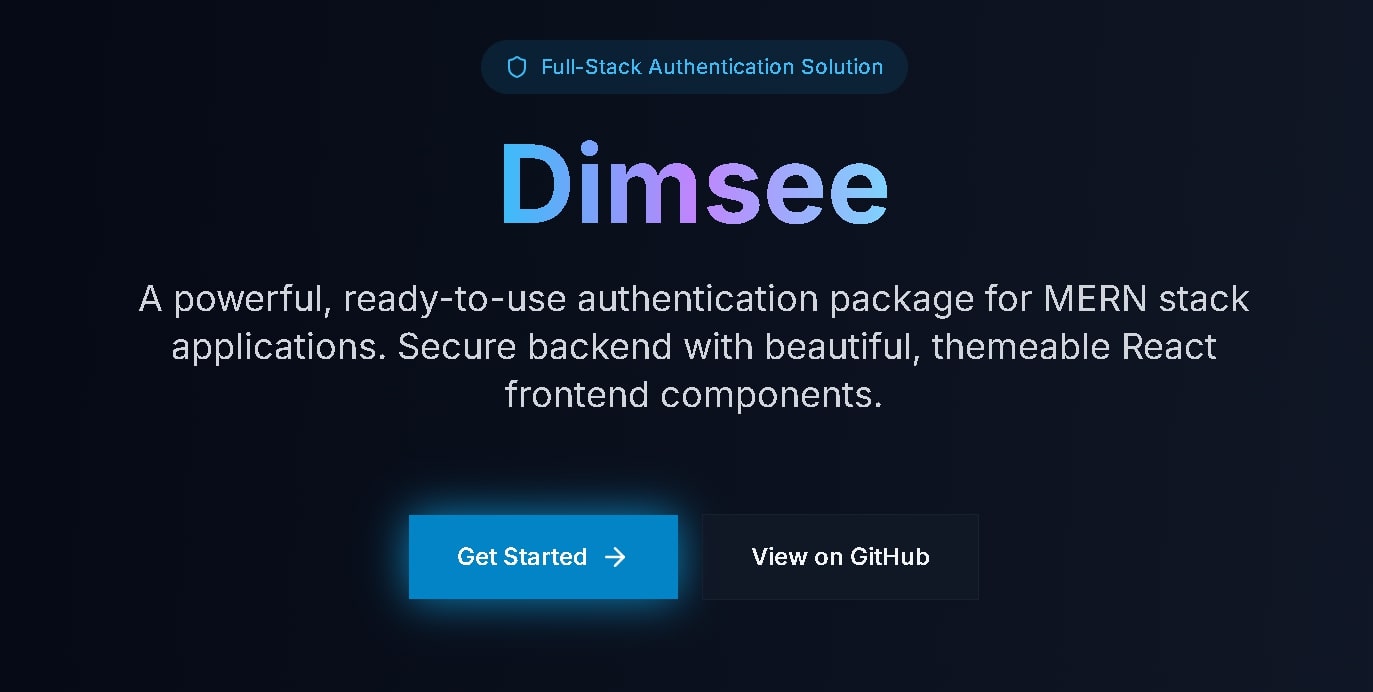 Full-Stack Authentication Solution
Dimsee
A powerful, ready-to-use authentication package for MERN stack
applications. Secure backend with beautiful, themeable React
frontend components.
Get Started
View on GitHub